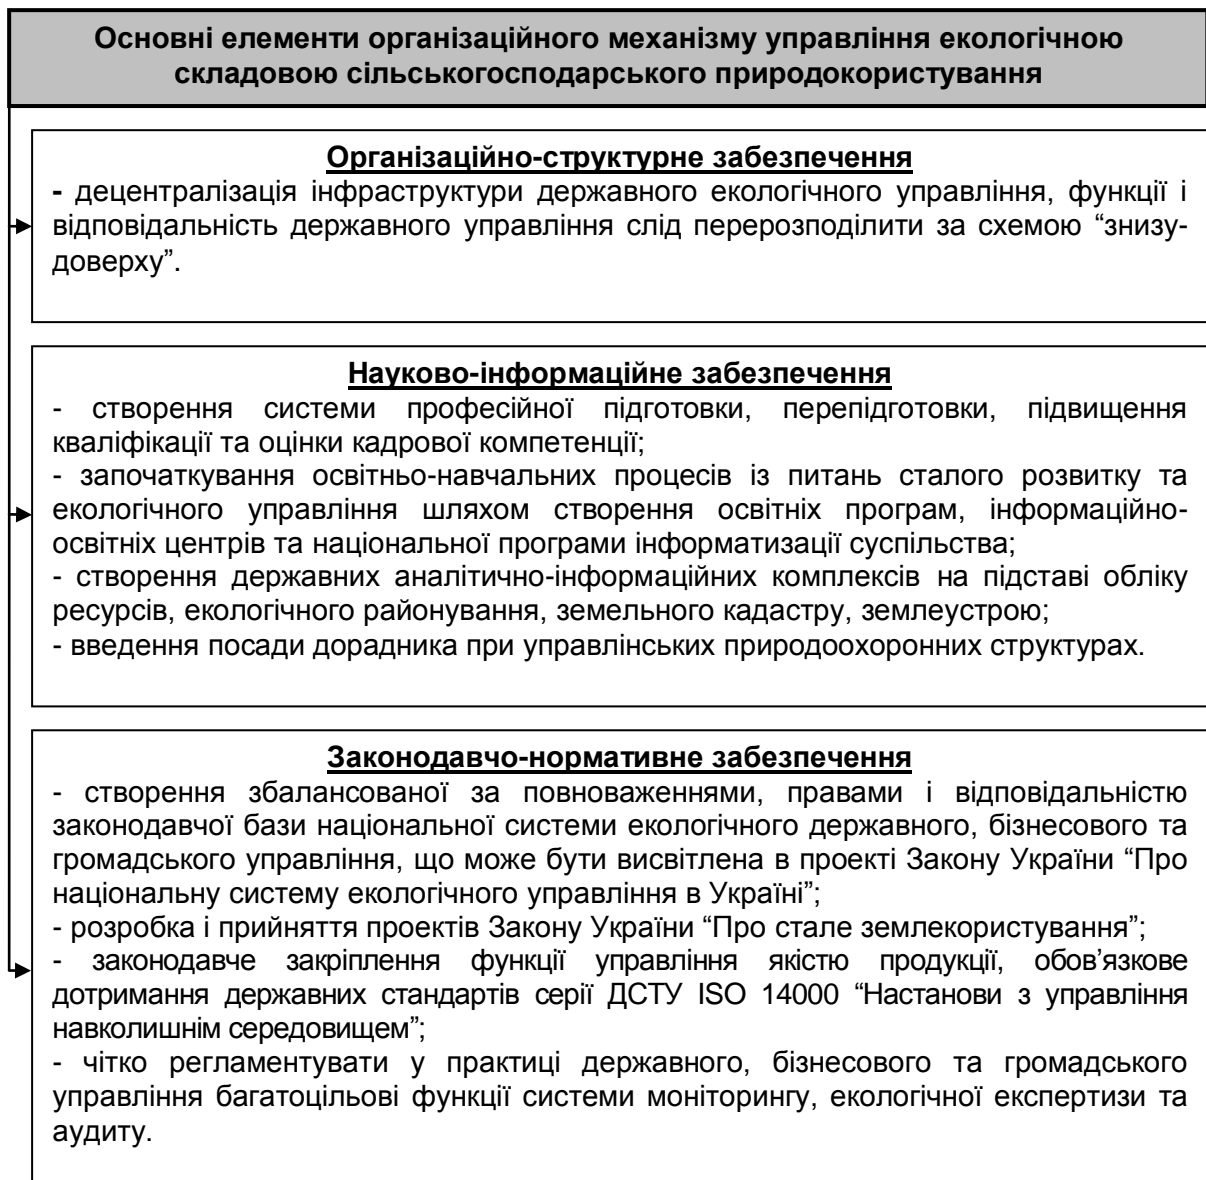 Основні елементи організаційного механізму управління екологічною
складовою сільськогосподарського природокористування
Організаційно-структурне забезпечення
- децентралізація інфраструктури державного екологічного управління, функції і
відповідальність державного управління слід перерозподілити за схемою “знизу-
доверху”.
Науково-інформаційне забезпечення
- створення системи професійної підготовки, перепідготовки, підвищення
кваліфікації та оцінки кадрової компетенції;
- започаткування освітньо-навчальних процесів із питань сталого розвитку та
екологічного управління шляхом створення освітніх програм, інформаційно-
освітніх центрів та національної програми інформатизації суспільства;
- створення державних аналітично-інформаційних комплексів на підставі обліку
ресурсів, екологічного районування, земельного кадастру, землеустрою;
- введення посади дорадника при управлінських природоохоронних структурах.
Законодавчо-нормативне забезпечення
- створення збалансованої за повноваженнями, правами і відповідальністю
законодавчої бази національної системи екологічного державного, бізнесового та
громадського управління, що може бути висвітлена в проекті Закону України “Про
національну систему екологічного управління в Україні”;
- розробка і прийняття проектів Закону України “Про стале землекористування”;
- законодавче закріплення функції управління якістю продукції, обов’язкове
дотримання державних стандартів серії ДСТУ ISO 14000 “Настанови з управління
навколишнім середовищем”;
- чітко регламентувати у практиці державного, бізнесового та громадського
управління багатоцільові функції системи моніторингу, екологічної експертизи та
аудиту.